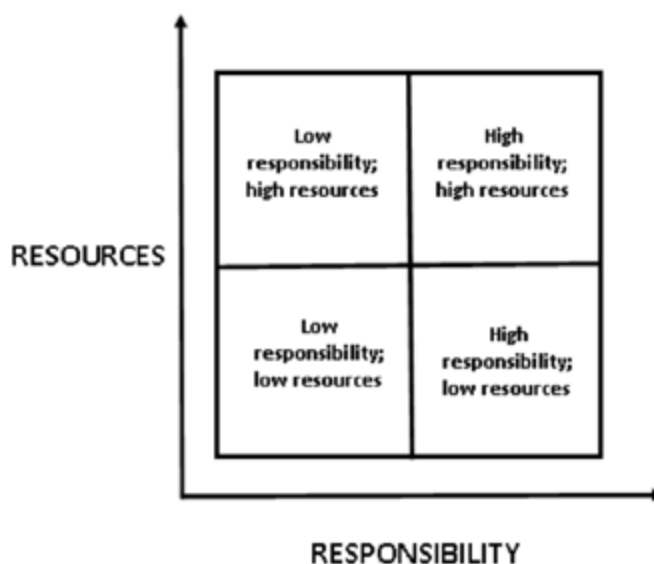 Low
responsibility;
high resources
High
responsibility;
high resources
RESOURCES
Low
responsibility;
low resources
High
responsibility;
low resources
RESPONSIBILITY